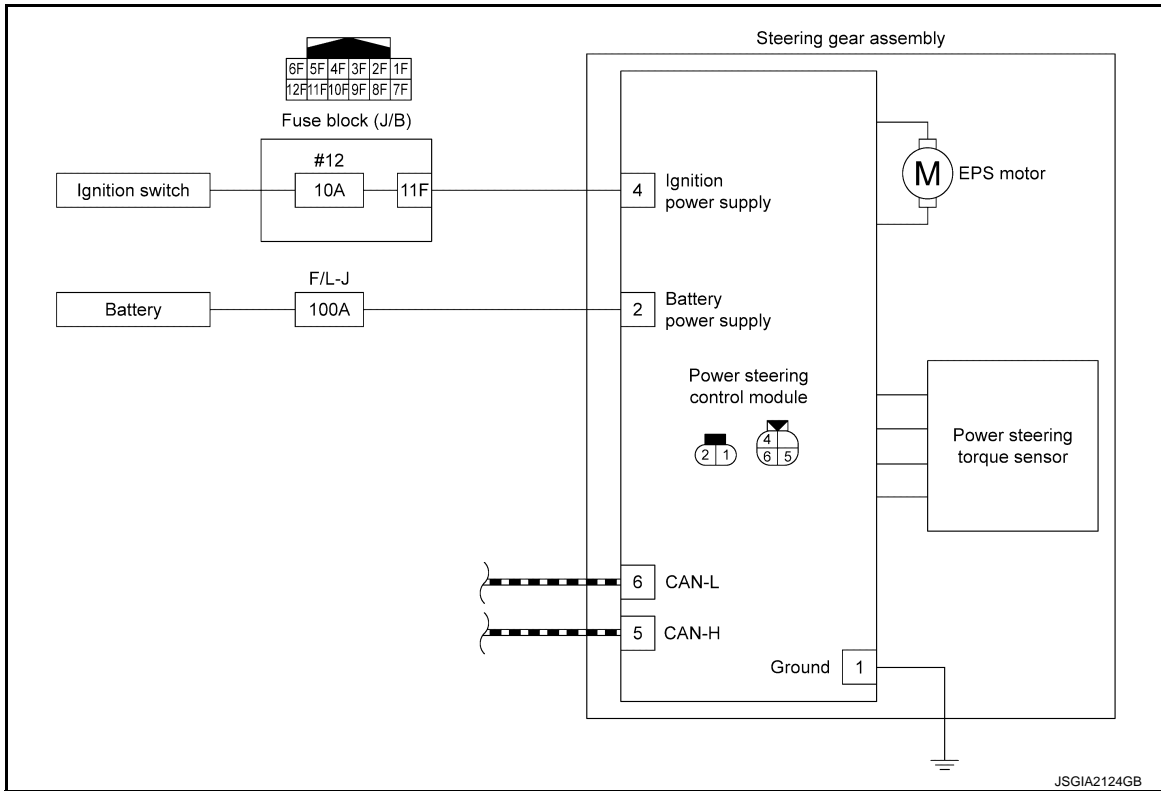 Steering gear assembly
6F 5F 4F 3F 2F 1F
12F 11F 10F 9F 8F 7F
Fuse block (J/B)
#12
Ignition switch
10A
11F
4
Ignition
power supply
M
EPS motor
F/L-J
Battery
100A
2
Battery
power supply
Power steering
control module
2 1
4
6 5
Power steering
torque sensor
6
CAN-L
5
CAN-H
Ground
1
JSGIA2124GB